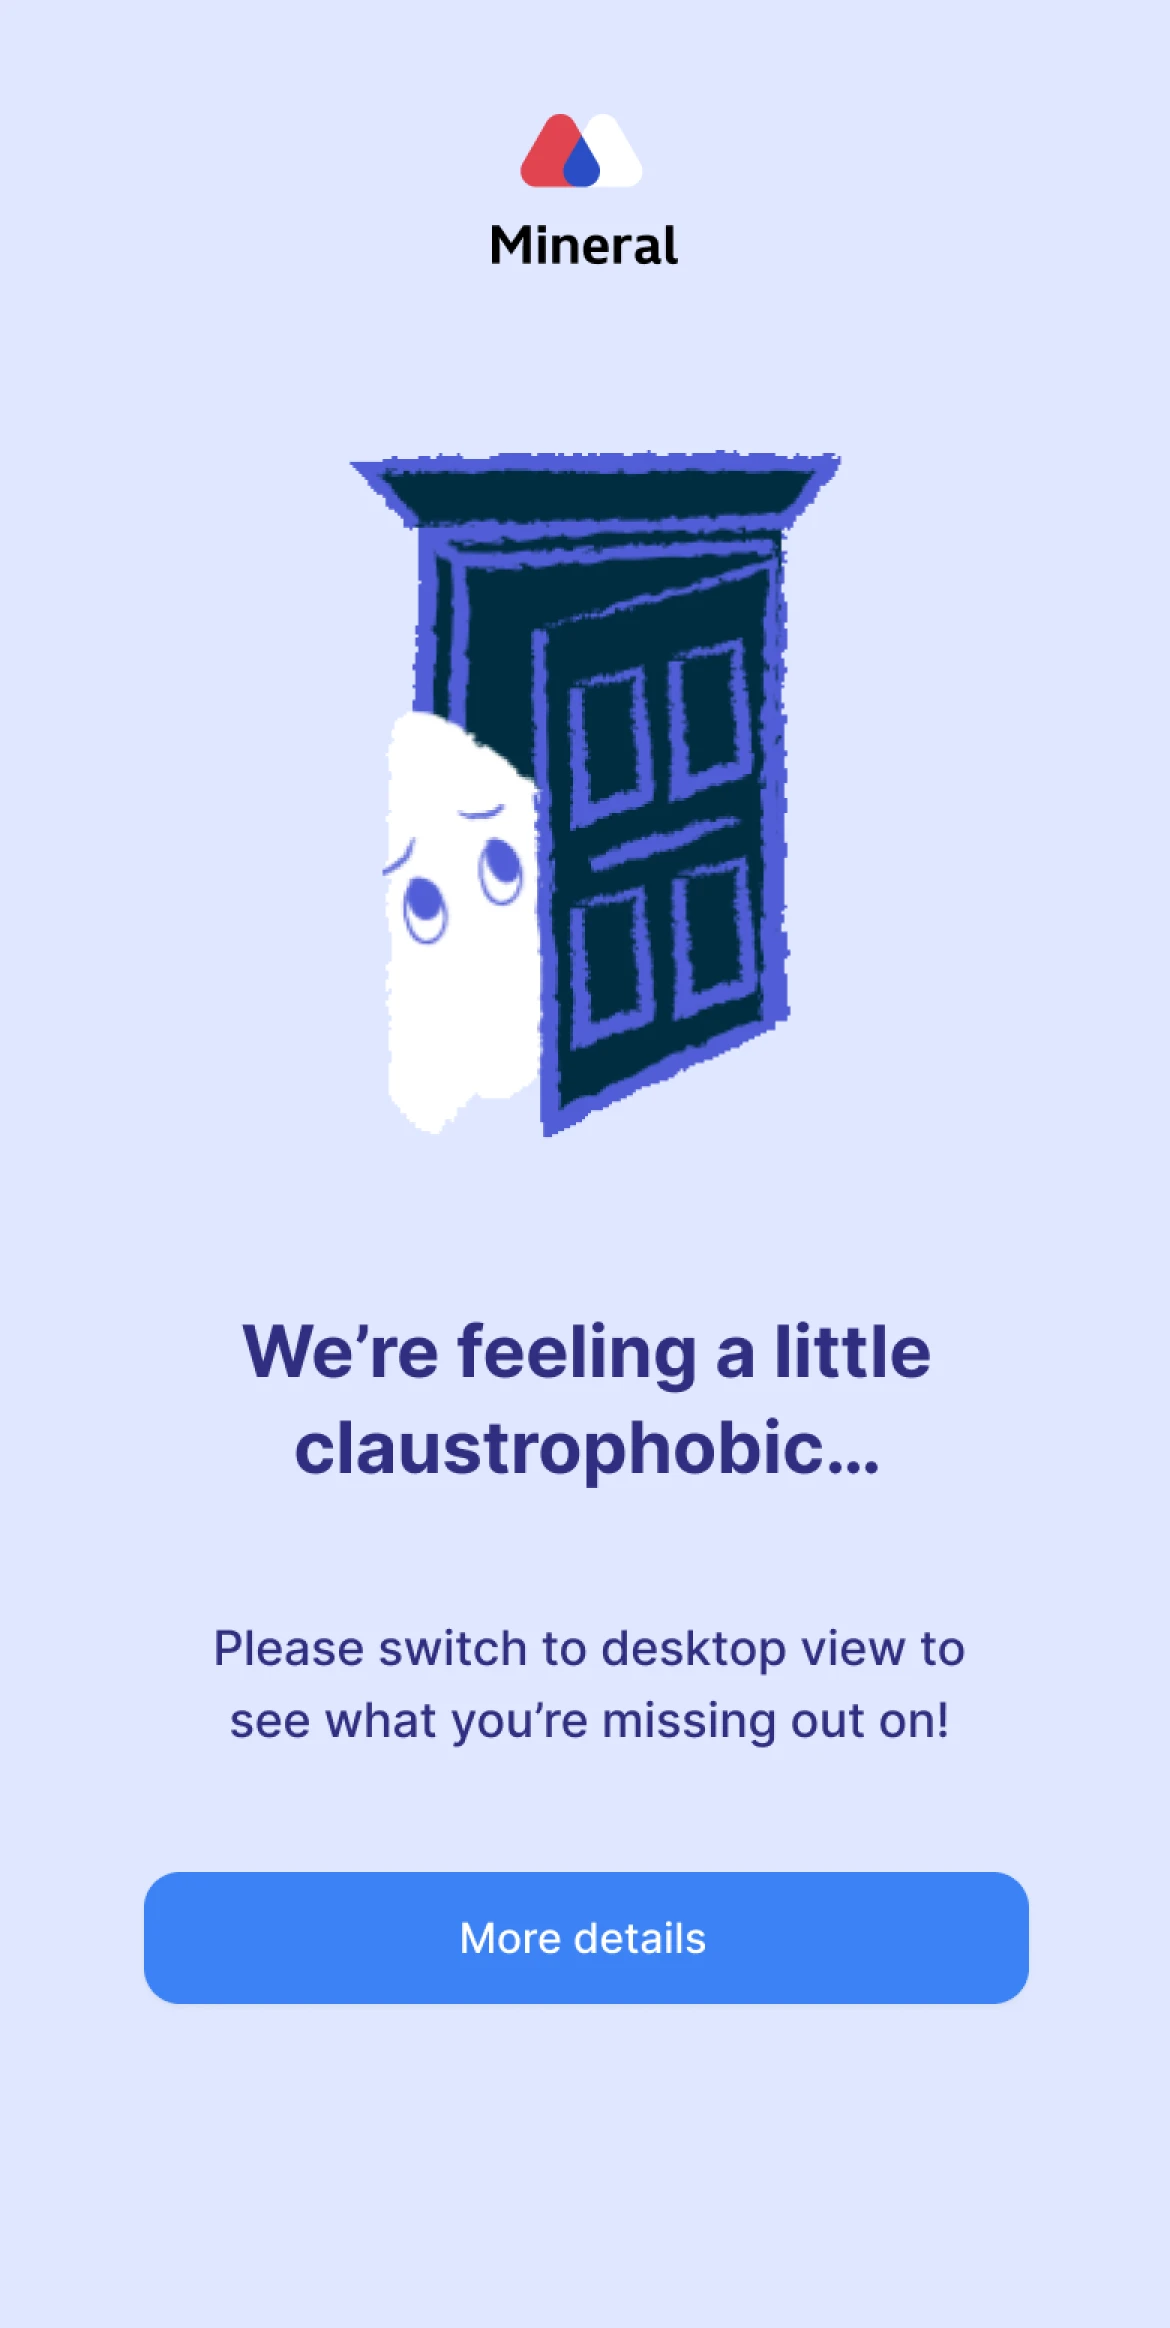 Mineral
We’re feeling a little
claustrophobic...
Please switch to desktop view to
see what you’re missing out on!
More details